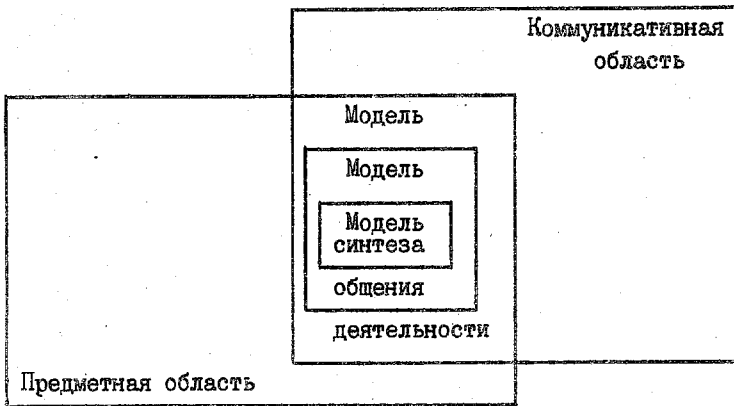 Коммуникативная
область
Модель
Модель
Модель
синтеза
общения
деятельности
Предметная область